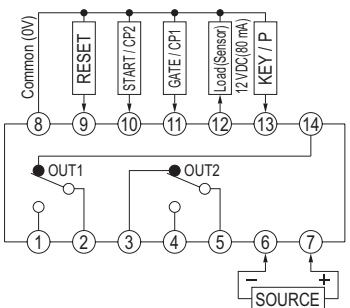 Common (0V)
RESET
START / CP2
GATE / CP1
Load(Sensor)
12 VDC(80 mA)
KEY / P
8 9 10 11 12 13 14
OUT1 OUT2
1 2 3 4 5 6 7
− +
SOURCE